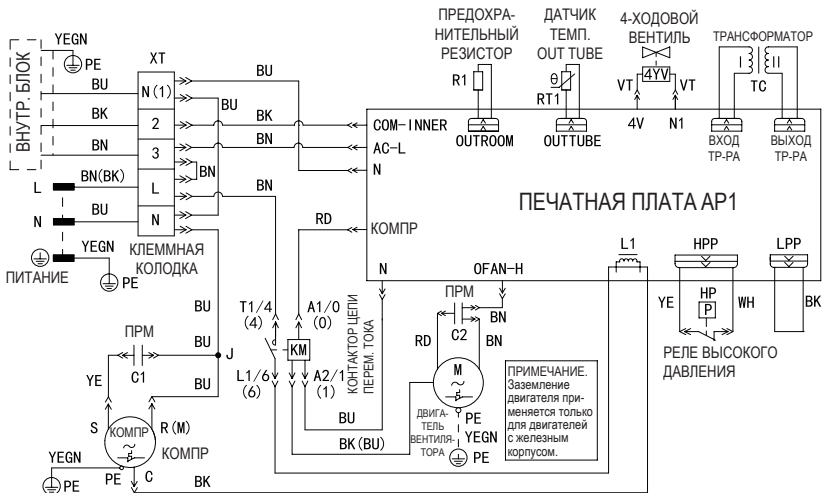 ПРЕДОХРА-
НИТЕЛЬНЫЙ
РЕЗИСТОР
ДАТЧИК
ТЕМП.
OUT TUBE
4-ХОДОВОЙ
ВЕНТИЛЬ
ТРАНСФОРМАТОР
YEGN
PE
XT
BU
BU
N(1)
BU
R1
θ
RT1
VT
4YV
VT
I
II
TC
ВНУТР. БЛОК
BK
2
BK
COM-INNER
OUTROOM
OUTTUBE
4V
N1
ВХОД
ТР-РА
ВЫХОД
ТР-РА
BN
3
BN
AC-L
BN
N
L
BN(BK)
L
BN
ПЕЧАТНАЯ ПЛАТА AP1
N
BU
N
RD
КОМПР
YEGN
PE
ПИТАНИЕ
КЛЕММНАЯ
КОЛОДКА
N
OFAN-H
L1
HPP
LPP
BU
T1/4
(4)
A1/0
(0)
КОНТАКТОР ЦЕПИ
ПЕРЕМ. ТОКА
ПРМ
C2
BN
RD
BN
YE
HP
P
WH
BK
РЕЛЕ ВЫСОКОГО
ДАВЛЕНИЯ
ПРМ
C1
BU
J
KM
YE
BU
L1/6
(6)
A2/1
(1)
M
~
ПРИМЕЧАНИЕ.
Заземление
двигателя при-
меняется только
для двигателей
с железным
корпусом.
S
R(M)
BU
ДВИГА-
ТЕЛЬ
ВЕНТИЛЯ-
ТОРА
PE
YEGN
PE
КОМПР
~
КОМПР
BK(BU)
YEGN
PE
PE
C
BK